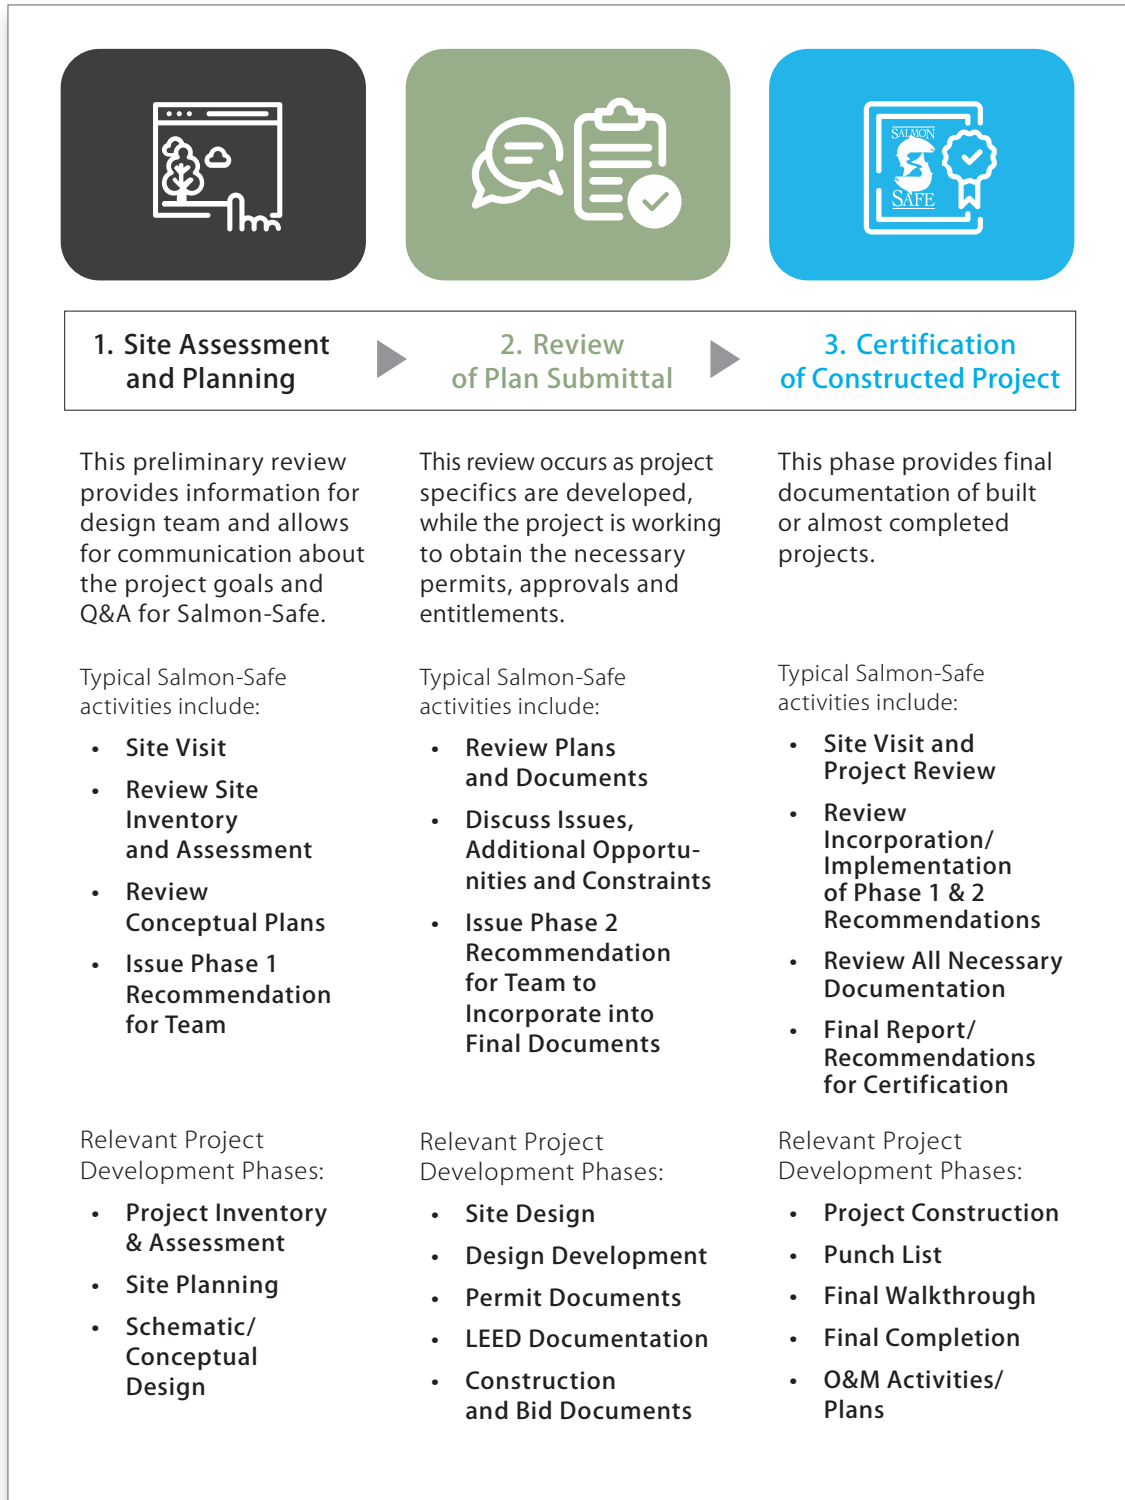 SALMON
SAFE
1. Site Assessment
and Planning
2. Review
of Plan Submittal
3. Certification
of Constructed Project
This preliminary review
provides information for
design team and allows
for communication about
the project goals and
Q&A for Salmon-Safe.
Typical Salmon-Safe
activities include:
• Site Visit
• Review Site
Inventory
and Assessment
• Review
Conceptual Plans
• Issue Phase 1
Recommendation
for Team
Relevant Project
Development Phases:
• Project Inventory
& Assessment
• Site Planning
• Schematic/
Conceptual
Design
This review occurs as project
specifics are developed,
while the project is working
to obtain the necessary
permits, approvals and
entitlements.
Typical Salmon-Safe
activities include:
• Review Plans
and Documents
• Discuss Issues,
Additional Opportu-
nities and Constraints
• Issue Phase 2
Recommendation
for Team to
Incorporate into
Final Documents
Relevant Project
Development Phases:
• Site Design
• Design Development
• Permit Documents
• LEED Documentation
• Construction
and Bid Documents
This phase provides final
documentation of built
or almost completed
projects.
Typical Salmon-Safe
activities include:
• Site Visit and
Project Review
• Review
Incorporation/
Implementation
of Phase 1 & 2
Recommendations
• Review All Necessary
Documentation
• Final Report/
Recommendations
for Certification
Relevant Project
Development Phases:
• Project Construction
• Punch List
• Final Walkthrough
• Final Completion
• O&M Activities/
Plans